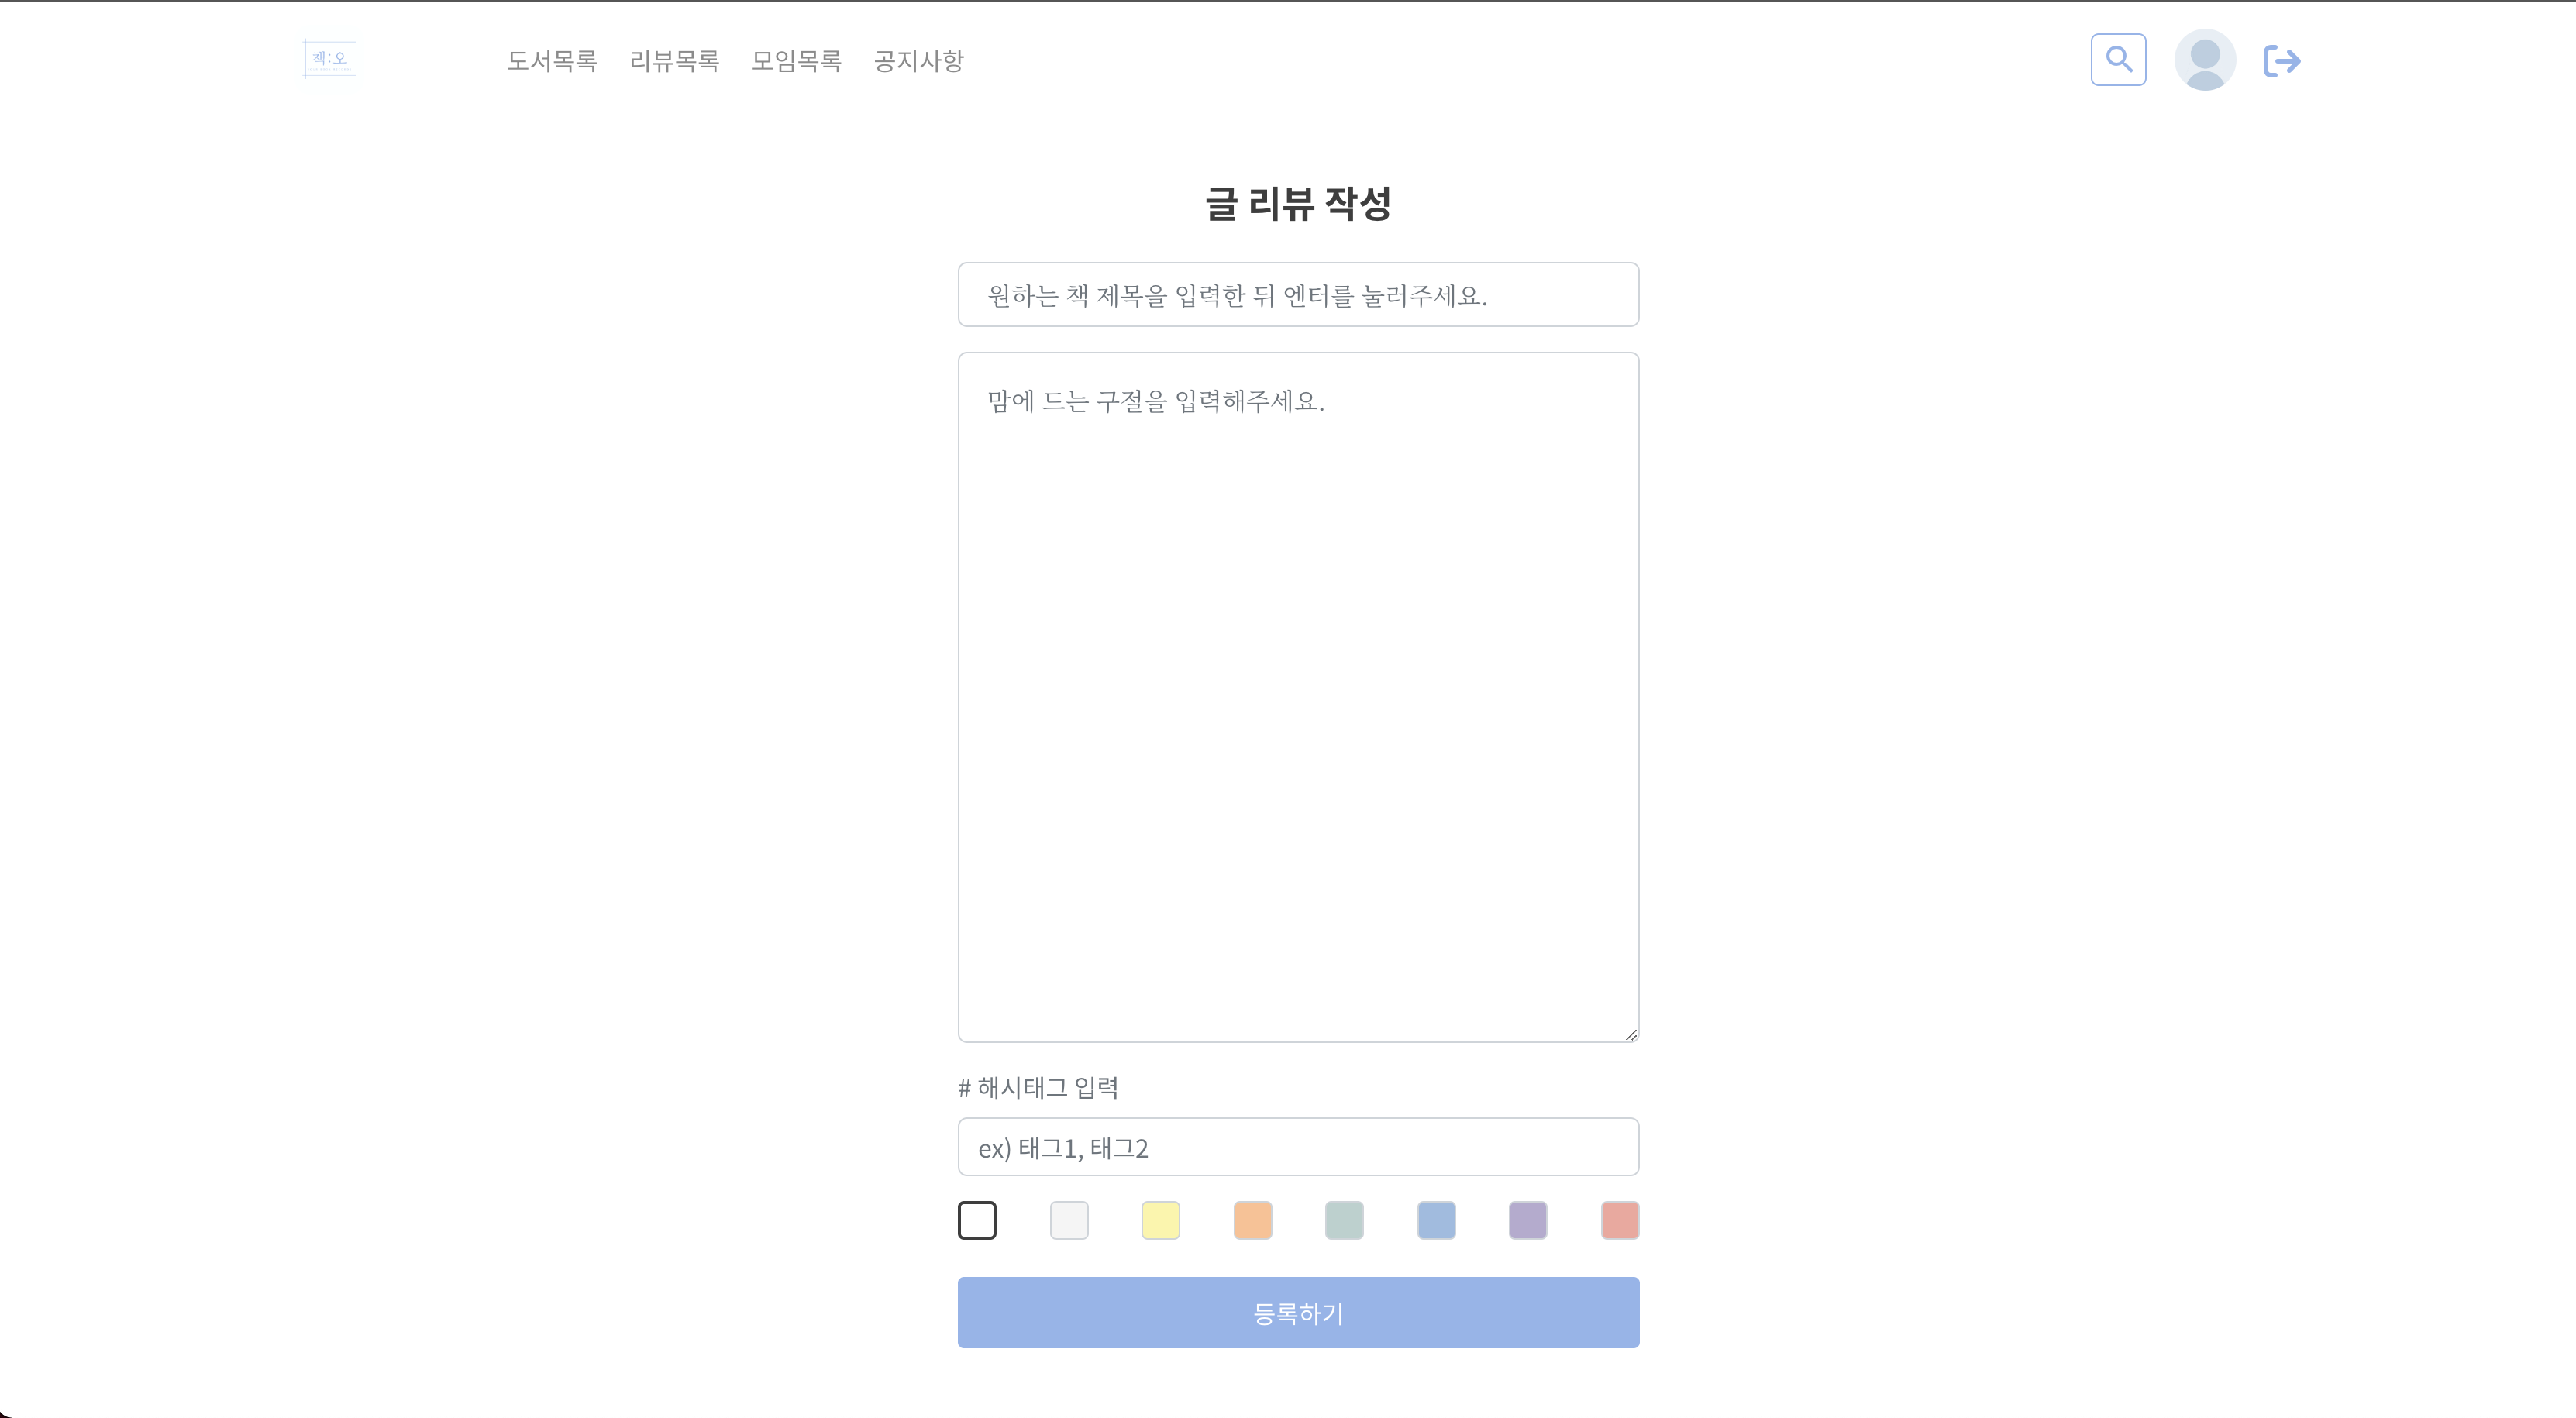 책:오
도서목록 리뷰목록 모임목록 공지사항
글 리뷰 작성
원하는 책 제목을 입력한 뒤 엔터를 눌러주세요.
맘에 드는 구절을 입력해주세요.
# 해시태그 입력
ex) 태그1, 태그2
등록하기